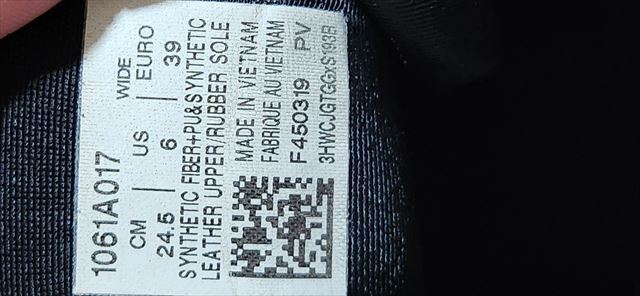 1061A017 WIDE
CM | US | EURO
24.5 | 6 | 39
SYNTHETIC FIBER+PU&SYNTHETIC
LEATHER UPPER/RUBBER SOLE
MADE IN VIETNAM
FABRIQUE AU VIETNAM
F450319 PV